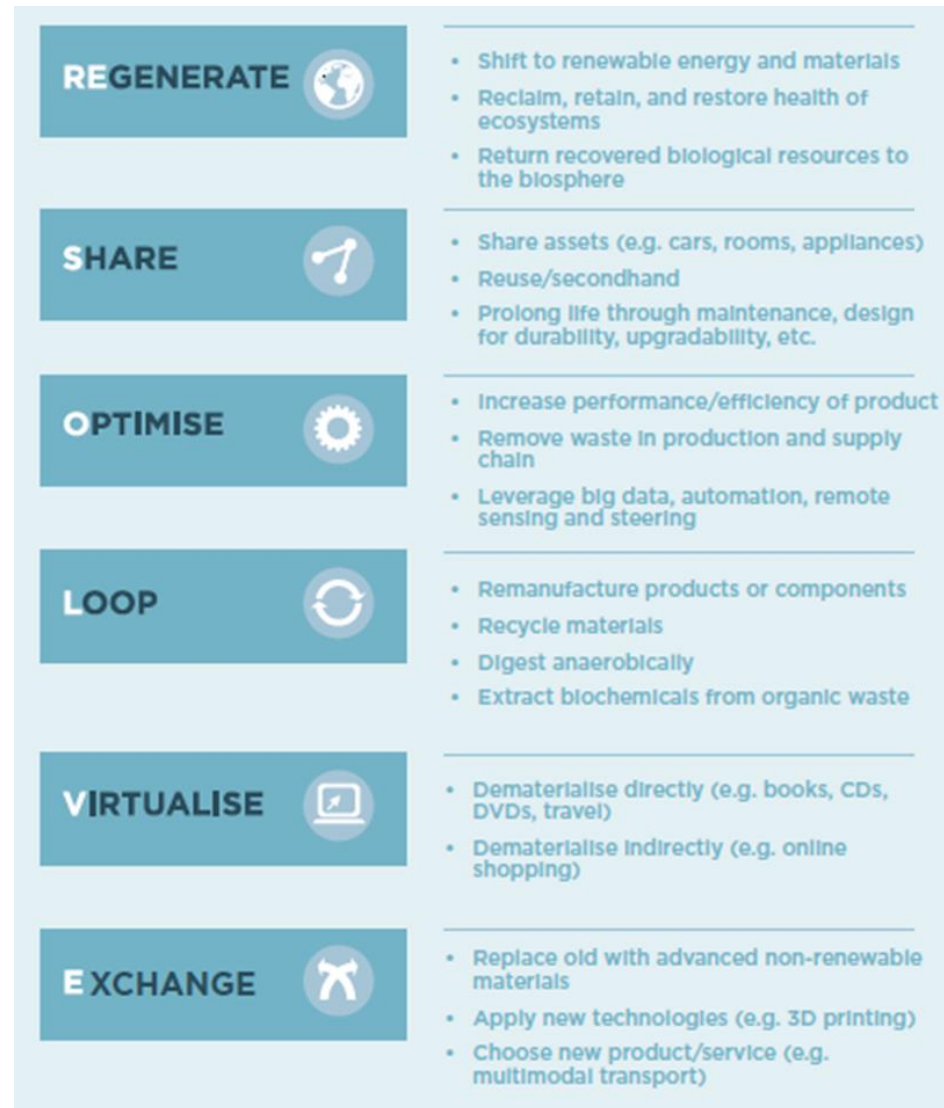 REGENERATE
• Shift to renewable energy and materials
• Reclaim, retain, and restore health of
ecosystems
• Return recovered biological resources to
the biosphere
SHARE
• Share assets (e.g. cars, rooms, appliances)
• Reuse/secondhand
• Prolong life through maintenance, design
for durability, upgradability, etc.
OPTIMISE
• Increase performance/efficiency of product
• Remove waste in production and supply
chain
• Leverage big data, automation, remote
sensing and steering
LOOP
• Remanufacture products or components
• Recycle materials
• Digest anaerobically
• Extract biochemicals from organic waste
VIRTUALISE
• Dematerialise directly (e.g. books, CDs,
DVDs, travel)
• Dematerialise indirectly (e.g. online
shopping)
EXCHANGE
• Replace old with advanced non-renewable
materials
• Apply new technologies (e.g. 3D printing)
• Choose new product/service (e.g.
multimodal transport)